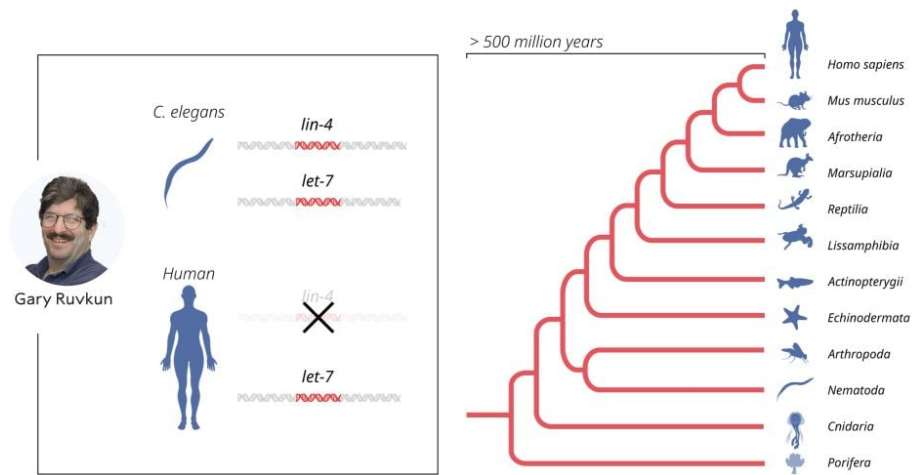 C. elegans
lin-4
let-7
Gary Ruvkun
Human
lin-4
let-7
> 500 million years
Homo sapiens
Mus musculus
Afrotheria
Marsupialia
Reptilia
Lissamphibia
Actinopterygii
Echinodermata
Arthropoda
Nematoda
Cnidaria
Porifera